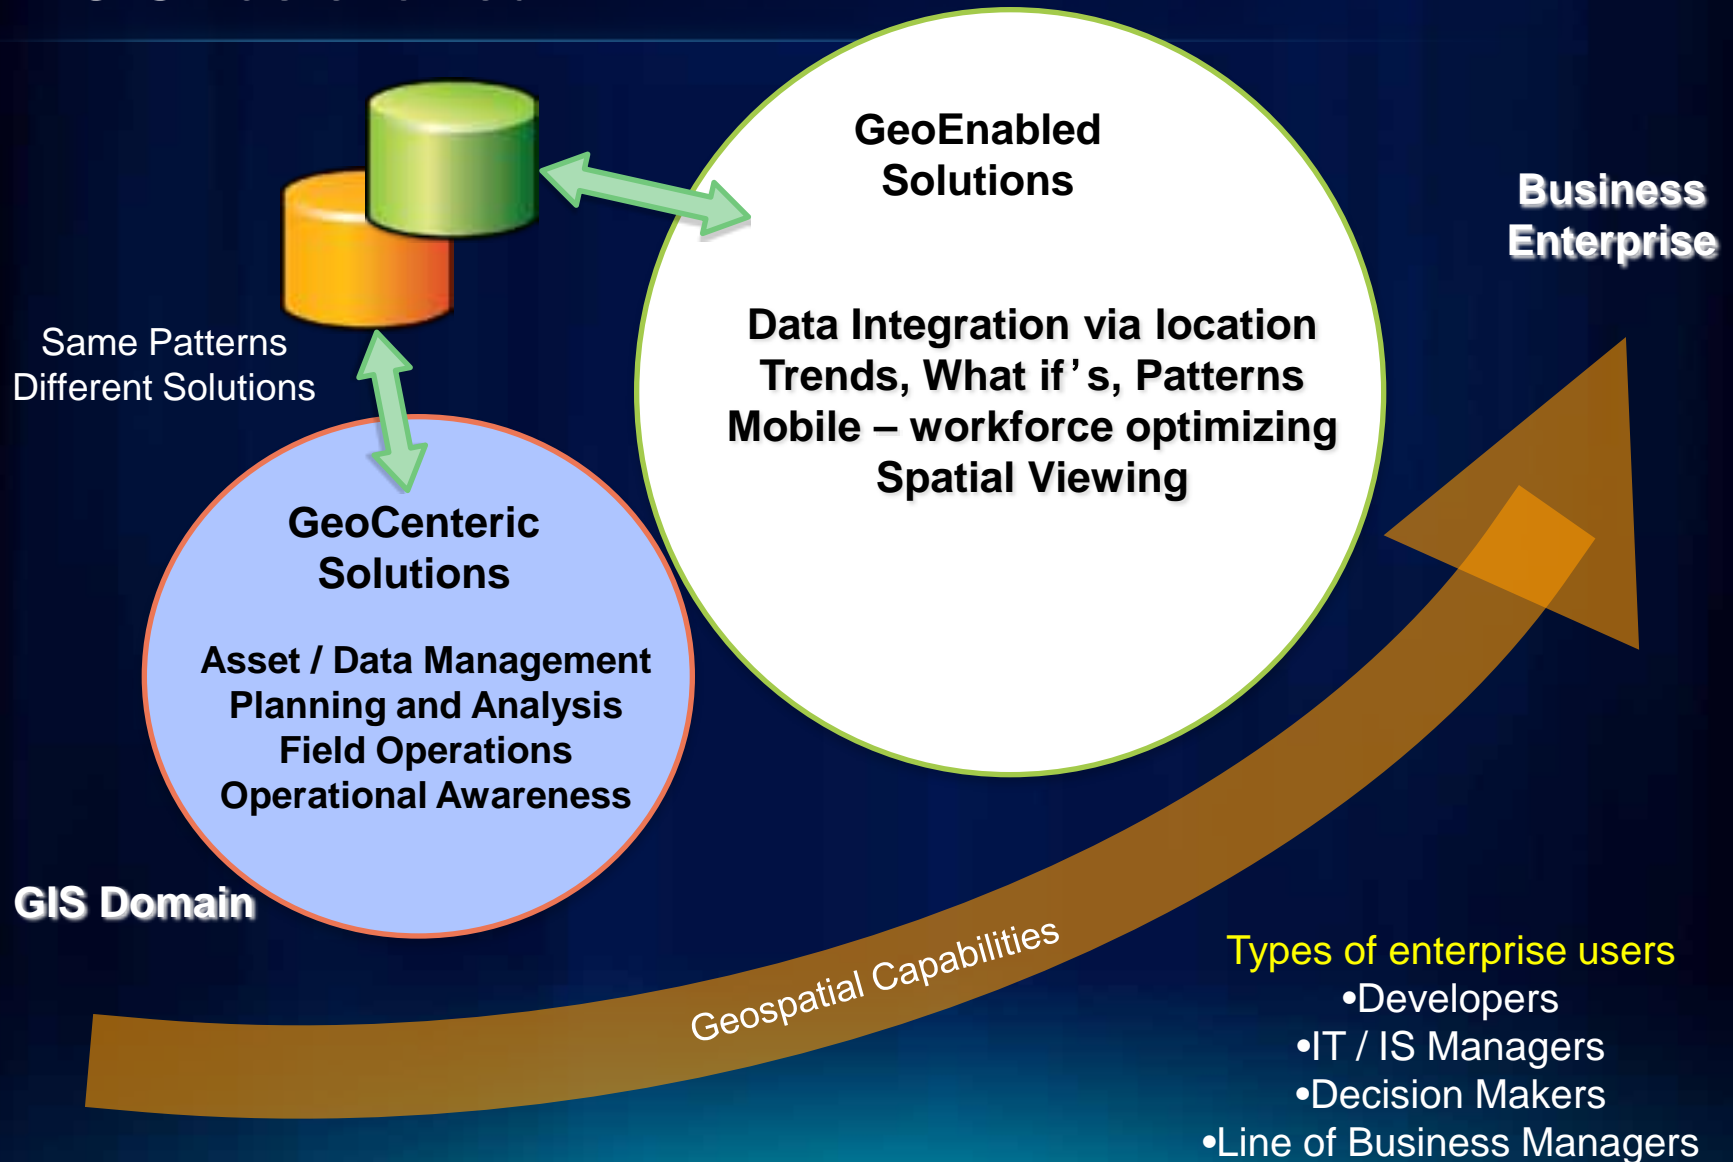 GeoEnabled
Solutions
Business
Enterprise
Data Integration via location
Trends, What if's, Patterns
Mobile – workforce optimizing
Spatial Viewing
Same Patterns
Different Solutions
GeoCenteric
Solutions
Asset / Data Management
Planning and Analysis
Field Operations
Operational Awareness
GIS Domain
Geospatial Capabilities
Types of enterprise users
•Developers
•IT / IS Managers
•Decision Makers
•Line of Business Managers